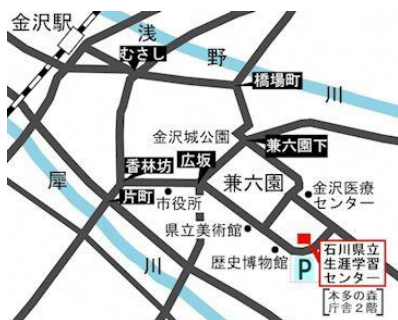 金沢駅
浅野川
むさし
橋場町
金沢城公園
兼六園下
香林坊
広坂
兼六園
金沢医療
センター
片町
市役所
犀川
県立美術館
歴史博物館
石川県立
生涯学習
センター
P
本多の森
庁舎2階